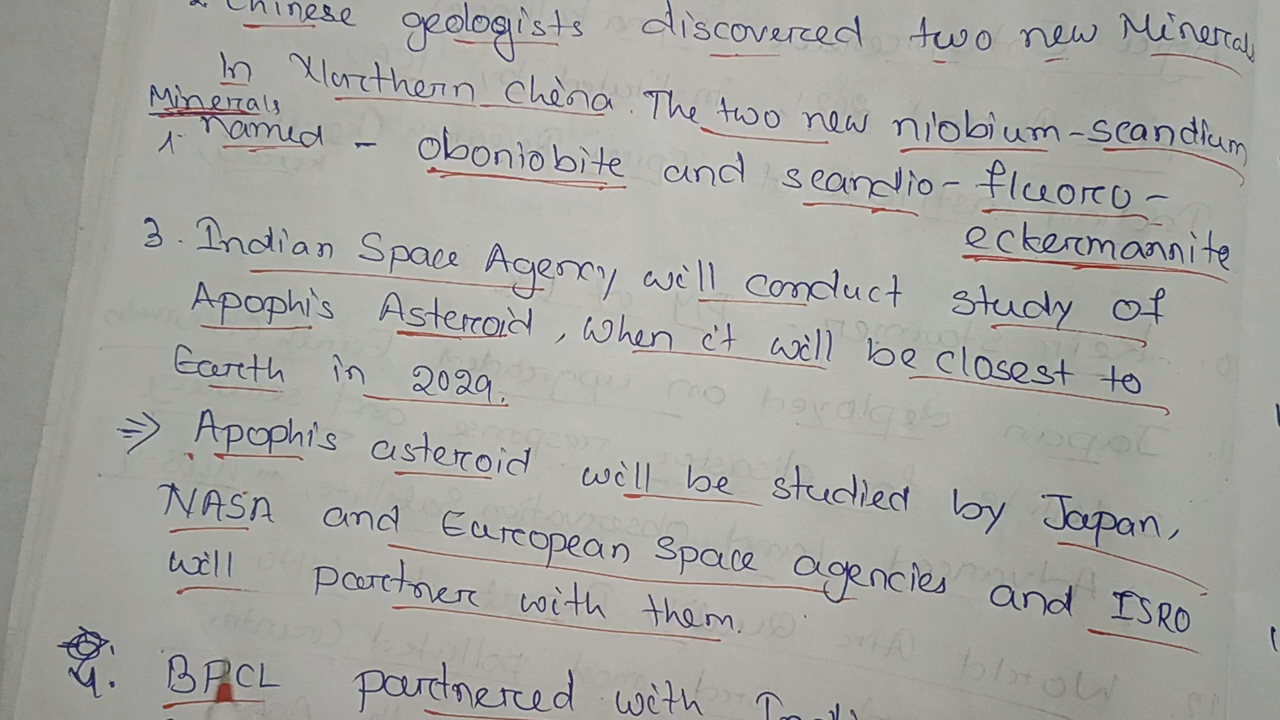 Chinese geologists discovered two new Minerals
In Northern China. The two new niobium-scandium
Minerals
1. named - oboniobite and scandio-fluoro-
eckermannite
3. Indian Space Agency will conduct study of
Apophis Asteroid, when it will be closest to
Earth in 2029.
⇒ Apophis asteroid will be studied by Japan,
NASA and European space agencies and ISRO
will partner with them.
4. BPCL partnered with